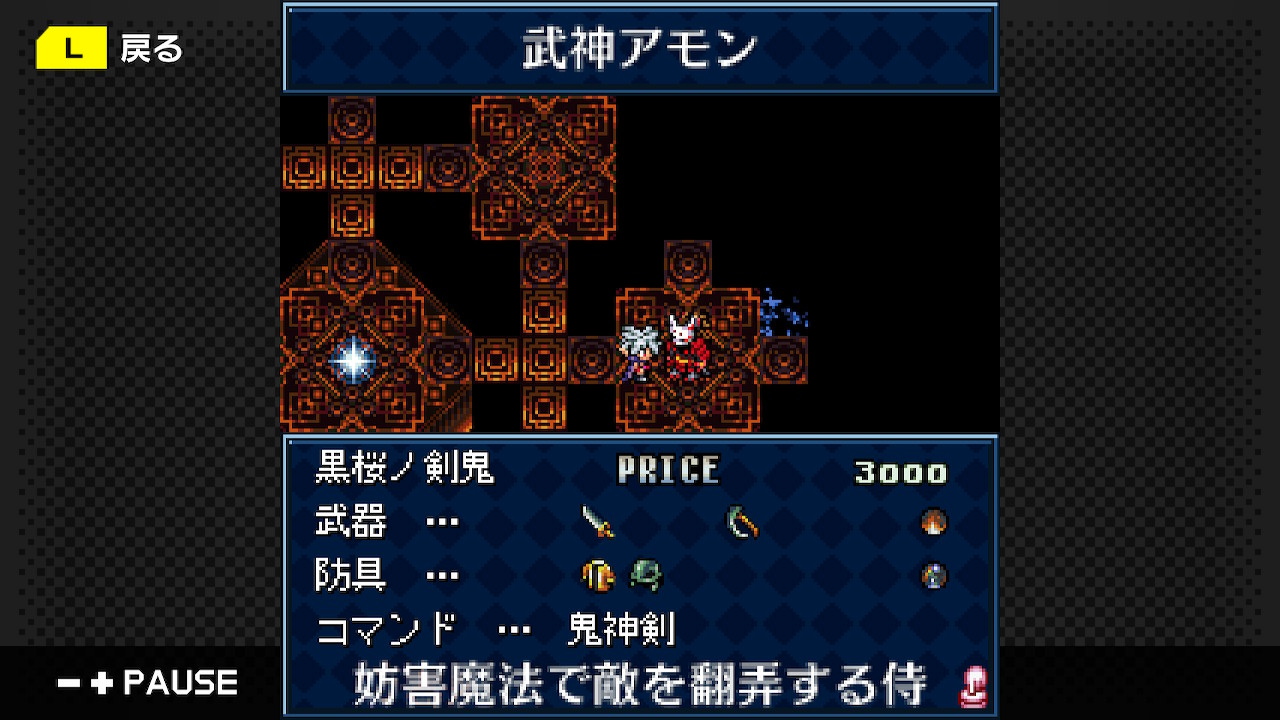 L 戻る
武神アモン
黒桜ノ剣鬼 PRICE 3000
武器 …
防具 …
コマンド … 鬼神剣
妨害魔法で敵を翻弄する侍
− + PAUSE